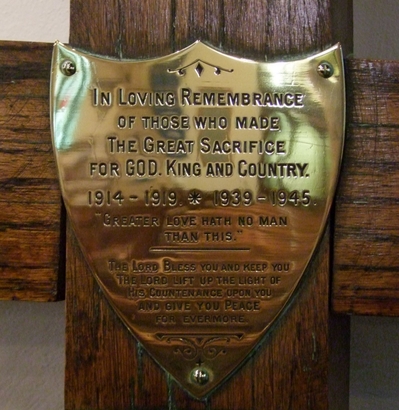 In Loving Remembrance
of those who made
The Great Sacrifice
for GOD. King and Country.
1914 - 1919 * 1939 - 1945.
"Greater love hath no man
than this."
The Lord Bless you and keep you
The Lord lift up the light of
His Countenance upon you
and give you Peace
for evermore.